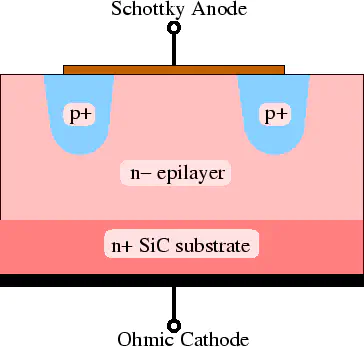 Schottky Anode
p+ p+
n− epilayer
n+ SiC substrate
Ohmic Cathode